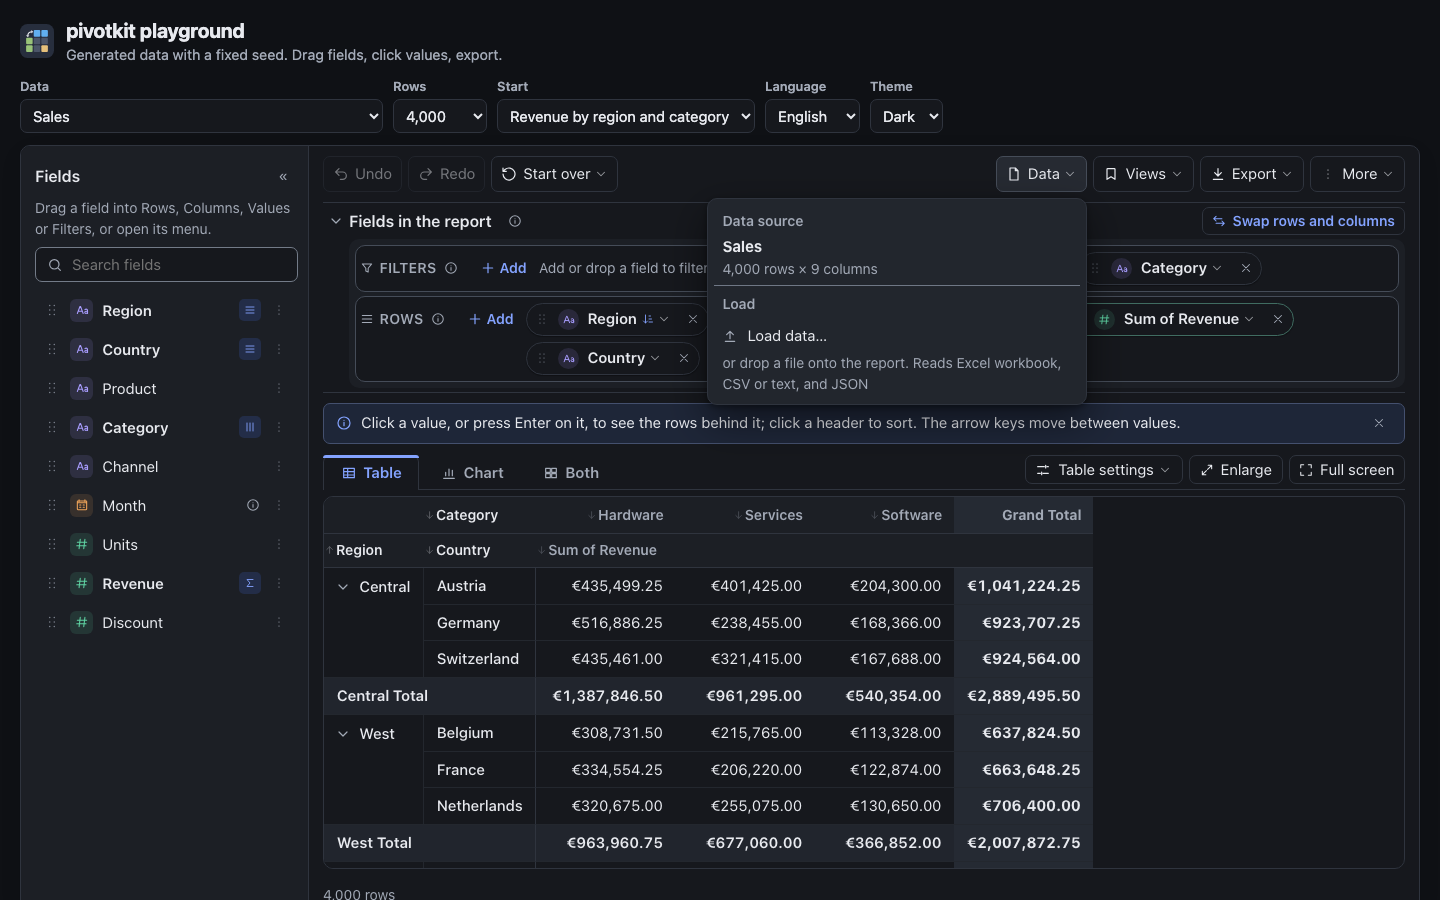 pivotkit playground
Generated data with a fixed seed. Drag fields, click values, export.
Data
Rows
Start
Language
Theme
Sales
4,000
Revenue by region and category
English
Dark
Fields
«
Drag a field into Rows, Columns, Values
or Filters, or open its menu.
Search fields
Aa Region
Aa Country
Aa Product
Aa Category
Aa Channel
Month
# Units
# Revenue Σ
# Discount
Undo
Redo
Start over
Data
Views
Export
More
Fields in the report
Swap rows and columns
FILTERS
+ Add
Add or drop a field to filter
Aa Category
ROWS
+ Add
Aa Region
Aa Country
# Sum of Revenue
Data source
Sales
4,000 rows × 9 columns
Load
Load data...
or drop a file onto the report. Reads Excel workbook,
CSV or text, and JSON
Click a value, or press Enter on it, to see the rows behind it; click a header to sort. The arrow keys move between values.
Table
Chart
Both
Table settings
Enlarge
Full screen
↓ Category ↓ Hardware ↓ Services ↓ Software Grand Total
↑ Region ↓ Country ↓ Sum of Revenue
Central Austria €435,499.25 €401,425.00 €204,300.00 €1,041,224.25
Germany €516,886.25 €238,455.00 €168,366.00 €923,707.25
Switzerland €435,461.00 €321,415.00 €167,688.00 €924,564.00
Central Total €1,387,846.50 €961,295.00 €540,354.00 €2,889,495.50
West Belgium €308,731.50 €215,765.00 €113,328.00 €637,824.50
France €334,554.25 €206,220.00 €122,874.00 €663,648.25
Netherlands €320,675.00 €255,075.00 €130,650.00 €706,400.00
West Total €963,960.75 €677,060.00 €366,852.00 €2,007,872.75
4,000 rows